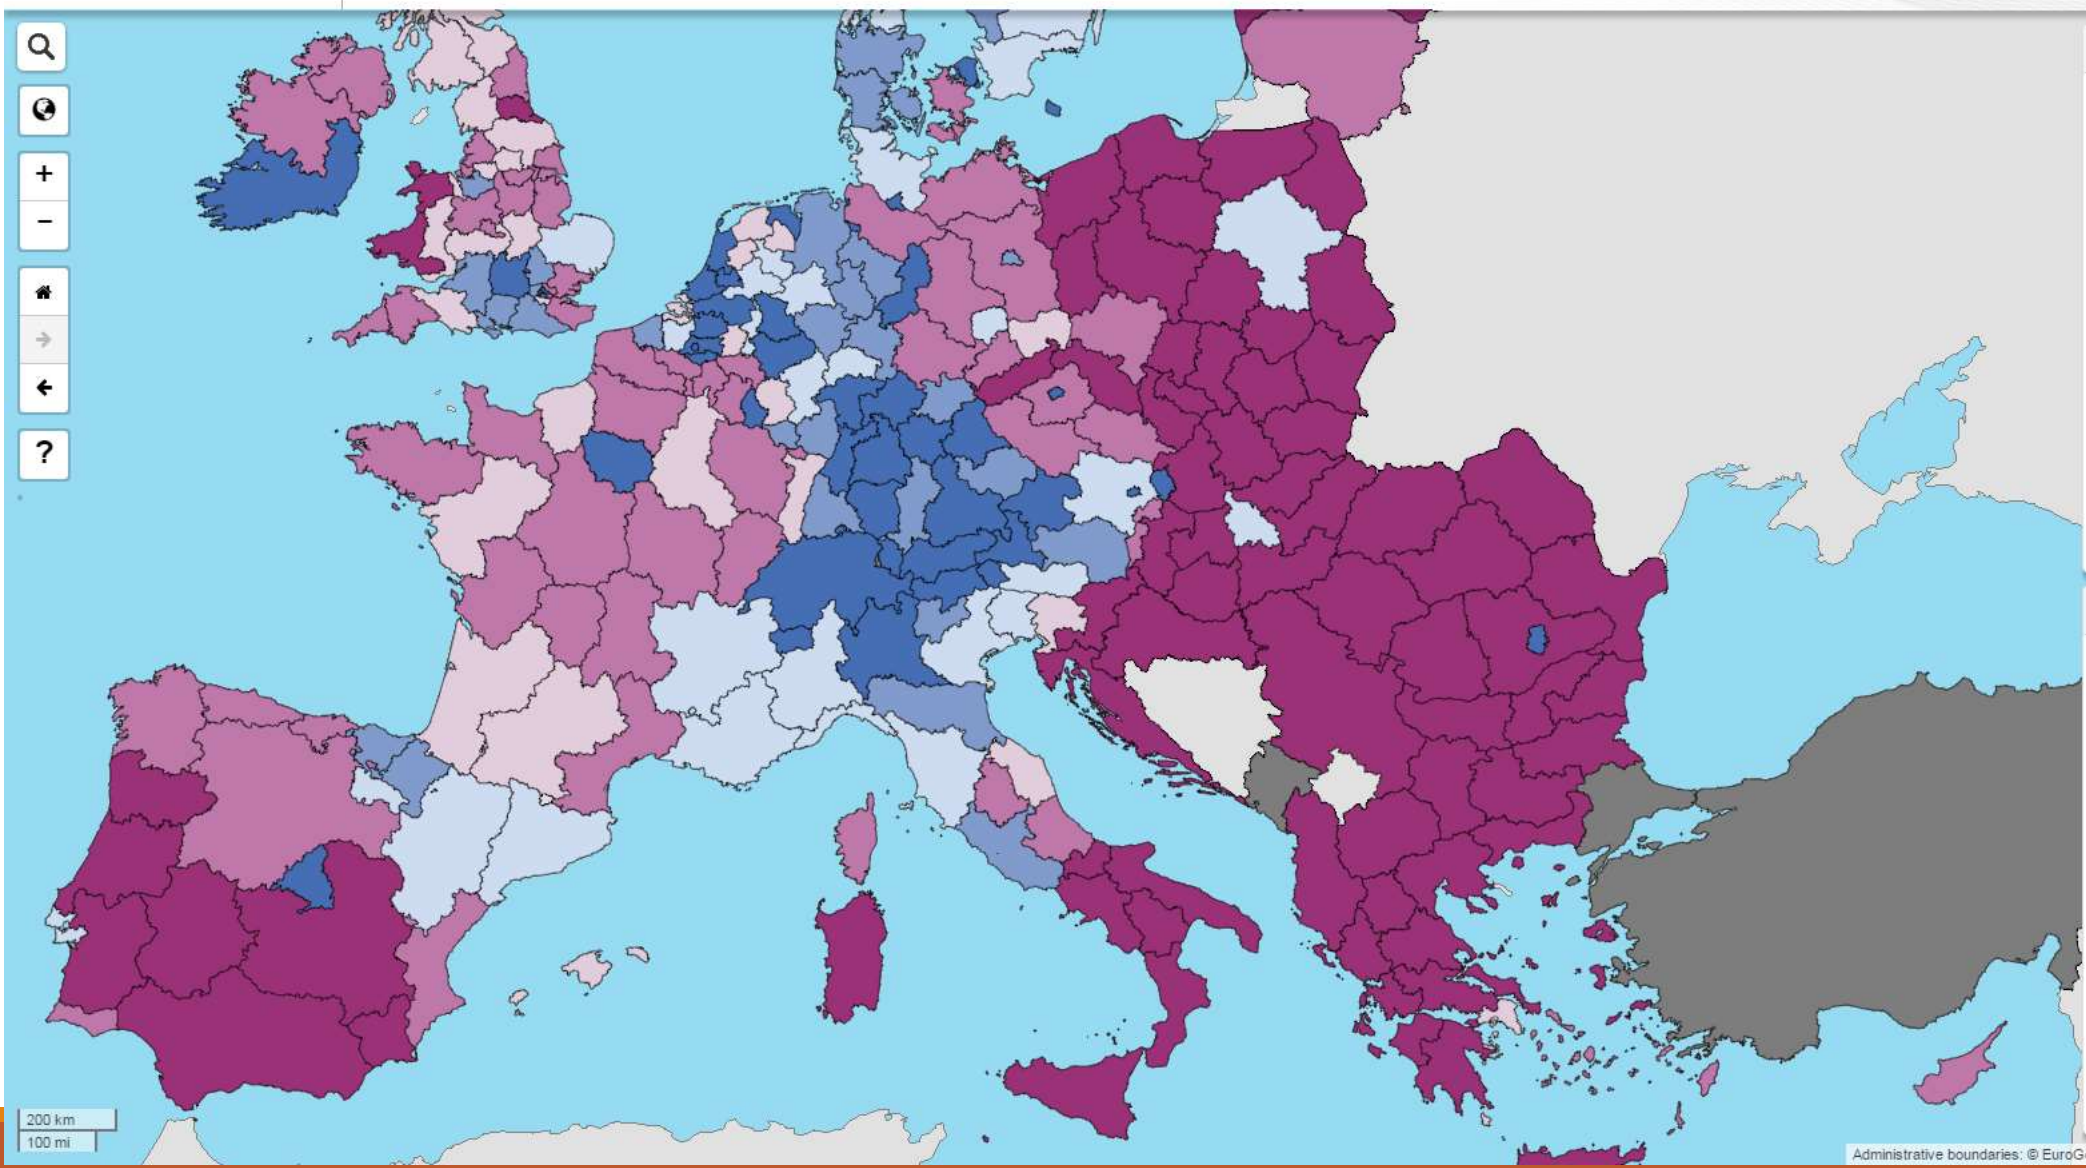 +
−
?
200 km
100 mi
Administrative boundaries: © EuroG